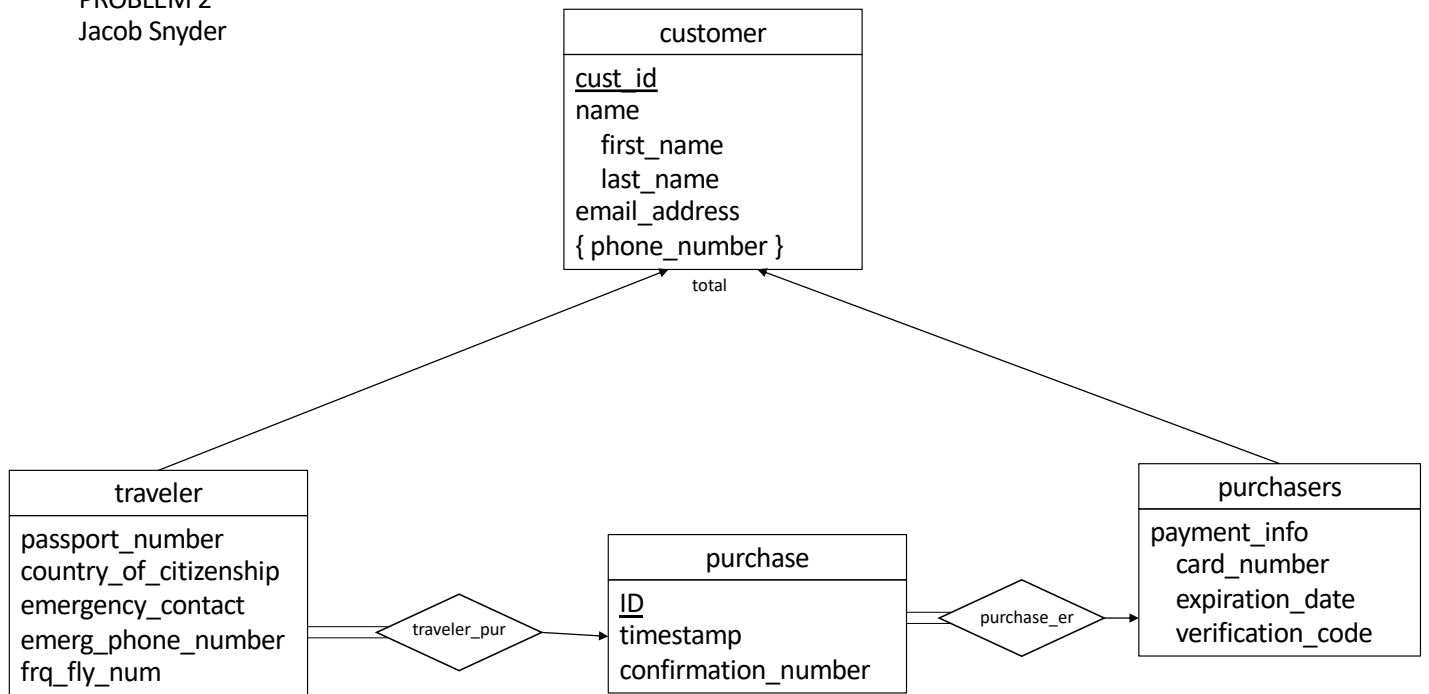 PROBLEM 2
Jacob Snyder
customer
cust_id
name
first_name
last_name
email_address
{ phone_number }
total
traveler
passport_number
country_of_citizenship
emergency_contact
emerg_phone_number
frq_fly_num
traveler_pur
purchase
ID
timestamp
confirmation_number
purchase_er
purchasers
payment_info
card_number
expiration_date
verification_code